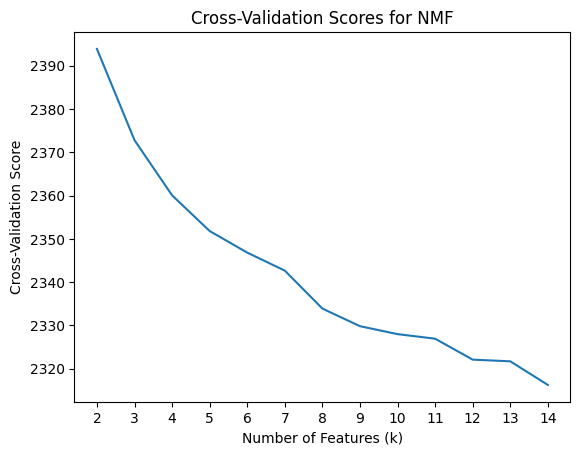 Cross-Validation Scores for NMF
Cross-Validation Score
2390
2380
2370
2360
2350
2340
2330
2320
2 3 4 5 6 7 8 9 10 11 12 13 14
Number of Features (k)